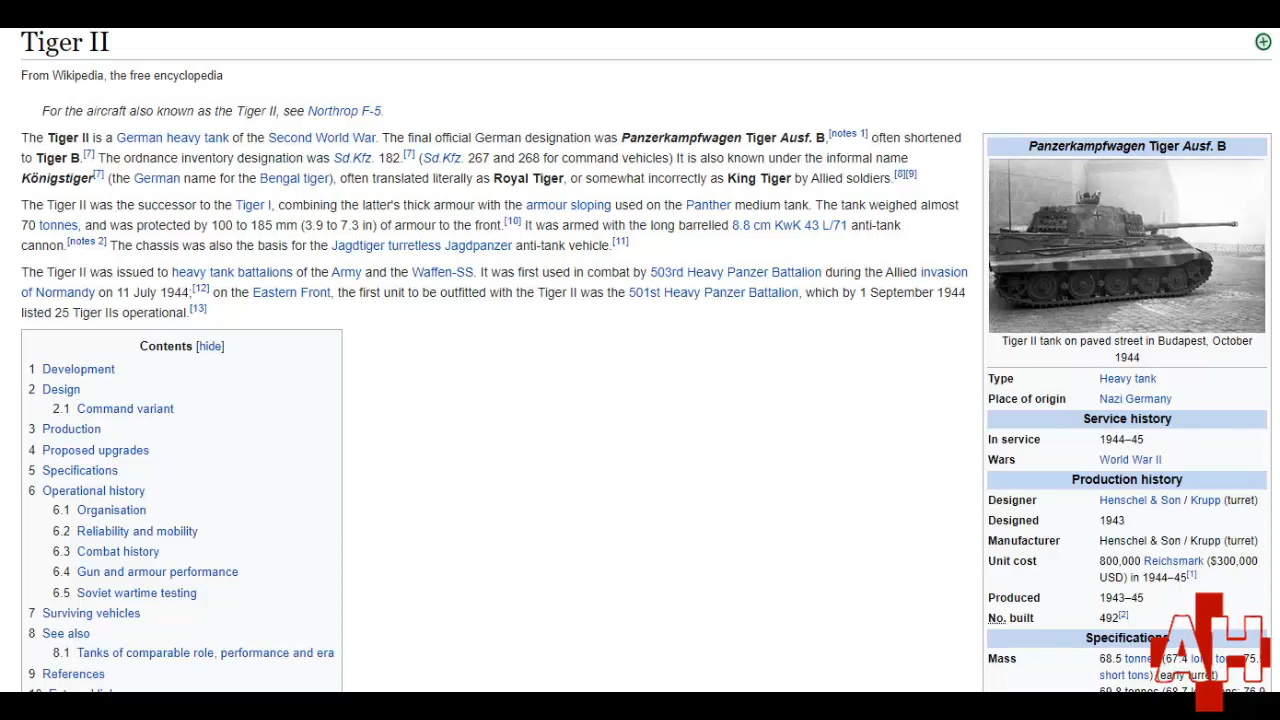 Tiger II
From Wikipedia, the free encyclopedia
For the aircraft also known as the Tiger II, see Northrop F-5.
The Tiger II is a German heavy tank of the Second World War. The final official German designation was Panzerkampfwagen Tiger Ausf. B,[notes 1] often shortened
to Tiger B.[7] The ordnance inventory designation was Sd.Kfz. 182.[7] (Sd.Kfz. 267 and 268 for command vehicles) It is also known under the informal name
Königstiger[7] (the German name for the Bengal tiger), often translated literally as Royal Tiger, or somewhat incorrectly as King Tiger by Allied soldiers.[8][9]
The Tiger II was the successor to the Tiger I, combining the latter's thick armour with the armour sloping used on the Panther medium tank. The tank weighed almost
70 tonnes, and was protected by 100 to 185 mm (3.9 to 7.3 in) of armour to the front.[10] It was armed with the long barrelled 8.8 cm KwK 43 L/71 anti-tank
cannon.[notes 2] The chassis was also the basis for the Jagdtiger turretless Jagdpanzer anti-tank vehicle.[11]
The Tiger II was issued to heavy tank battalions of the Army and the Waffen-SS. It was first used in combat by 503rd Heavy Panzer Battalion during the Allied invasion
of Normandy on 11 July 1944;[12] on the Eastern Front, the first unit to be outfitted with the Tiger II was the 501st Heavy Panzer Battalion, which by 1 September 1944
listed 25 Tiger IIs operational.[13]
Contents [hide]
1 Development
2 Design
2.1 Command variant
3 Production
4 Proposed upgrades
5 Specifications
6 Operational history
6.1 Organisation
6.2 Reliability and mobility
6.3 Combat history
6.4 Gun and armour performance
6.5 Soviet wartime testing
7 Surviving vehicles
8 See also
8.1 Tanks of comparable role, performance and era
9 References
Panzerkampfwagen Tiger Ausf. B
Tiger II tank on paved street in Budapest, October
1944
Type Heavy tank
Place of origin Nazi Germany
Service history
In service 1944–45
Wars World War II
Production history
Designer Henschel & Son / Krupp (turret)
Designed 1943
Manufacturer Henschel & Son / Krupp (turret)
Unit cost 800,000 Reichsmark ($300,000
USD) in 1944–45[1]
Produced 1943–45
No. built 492[2]
Specifications
Mass 68.5 tonnes (67.4 long tons; 75.5
short tons) (early turret)
AH